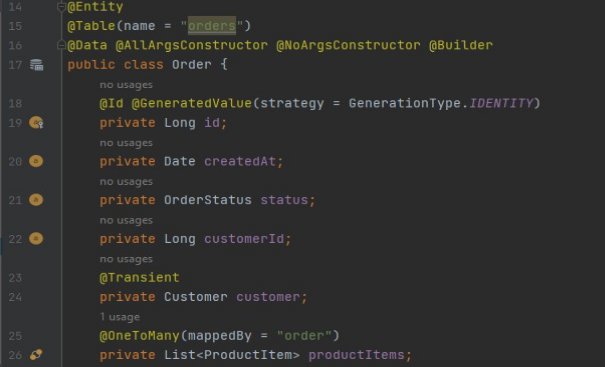 14 @Entity
15 @Table(name = "orders")
16 @Data @AllArgsConstructor @NoArgsConstructor @Builder
17 public class Order {
no usages
18 @Id @GeneratedValue(strategy = GenerationType.IDENTITY)
19 private Long id;
no usages
20 private Date createdAt;
no usages
21 private OrderStatus status;
no usages
22 private Long customerId;
no usages
23 @Transient
24 private Customer customer;
1 usage
25 @OneToMany(mappedBy = "order")
26 private List<ProductItem> productItems;